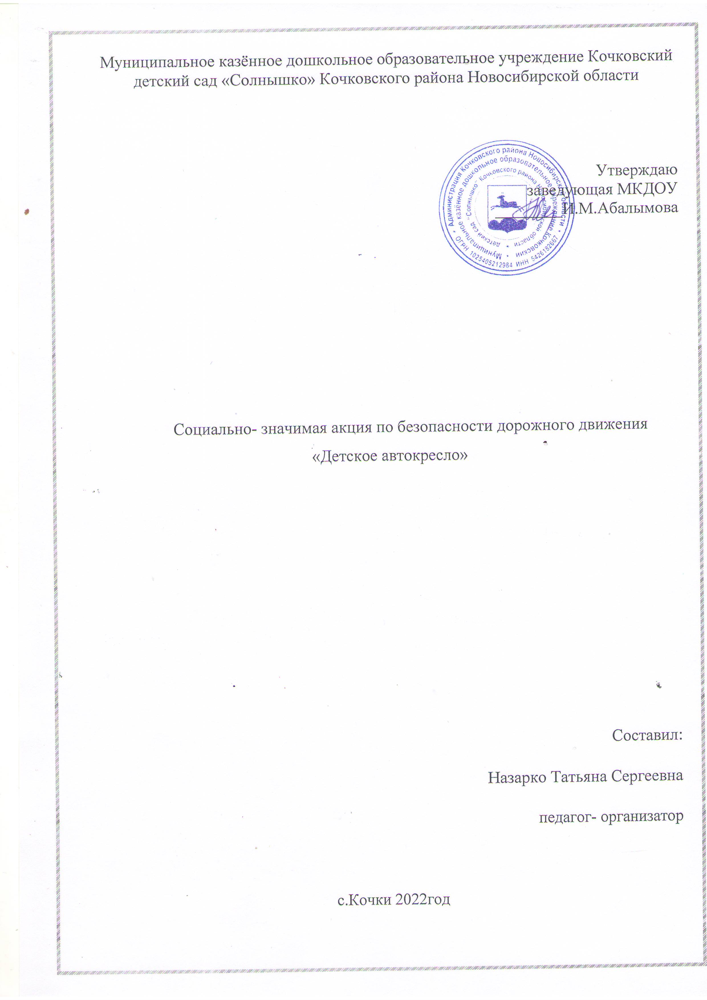 Муниципальное казённое дошкольное образовательное учреждение Кочковский
детский сад «Солнышко» Кочковского района Новосибирской области
Утверждаю
заведующая МКДОУ
И.М.Абалымова
Администрация Кочковского района Новосибирской области * ОГРН 1025405212984 ИНН 5426182667 *
Муниципальное казённое дошкольное образовательное учреждение Кочковский *
детский сад "Солнышко" Кочковского района Новосибирской области *
Социально- значимая акция по безопасности дорожного движения
«Детское автокресло»
Составил:
Назарко Татьяна Сергеевна
педагог- организатор
с.Кочки 2022год